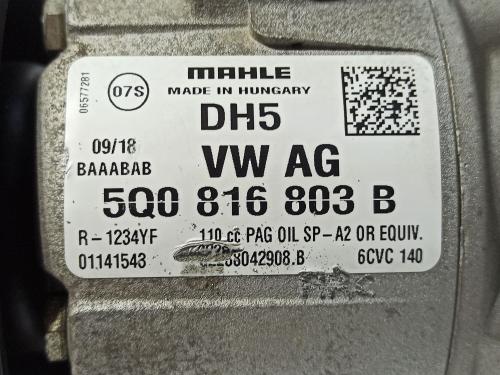 06577281
07S
MAHLE
MADE IN HUNGARY
DH5
09/18
BAAABAB
VW AG
5Q0 816 803 B
R-1234YF 110 cc PAG OIL SP-A2 OR EQUIV.
01141543 6CVC 140